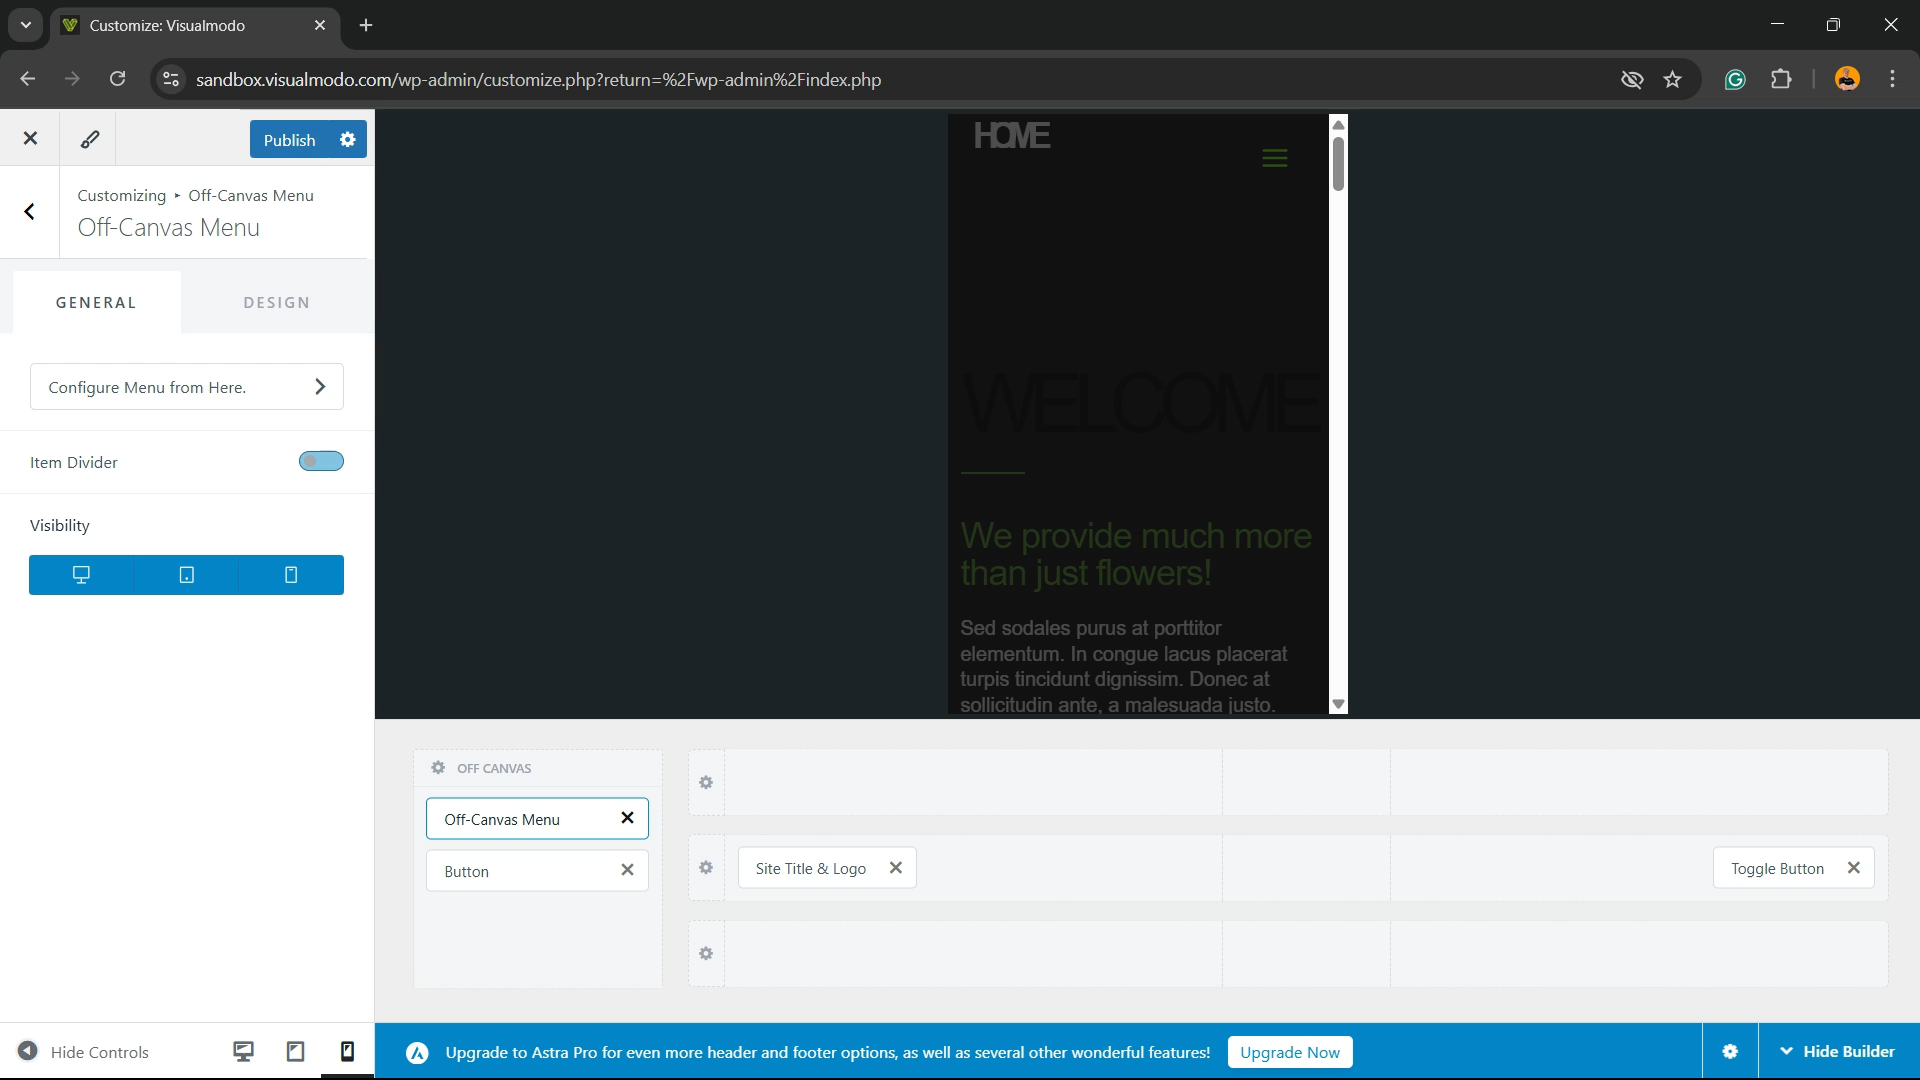 Customize: Visualmodo
sandbox.visualmodo.com/wp-admin/customize.php?return=%2Fwp-admin%2Findex.php
Publish
Customizing ▸ Off-Canvas Menu
Off-Canvas Menu
GENERAL
DESIGN
Configure Menu from Here.
Item Divider
Visibility
HOME
WELCOME
We provide much more
than just flowers!
Sed sodales purus at porttitor
elementum. In congue lacus placerat
turpis tincidunt dignissim. Donec at
sollicitudin ante, a malesuada justo.
OFF CANVAS
Off-Canvas Menu
Button
Site Title & Logo
Toggle Button
Hide Controls
Upgrade to Astra Pro for even more header and footer options, as well as several other wonderful features!
Upgrade Now
Hide Builder